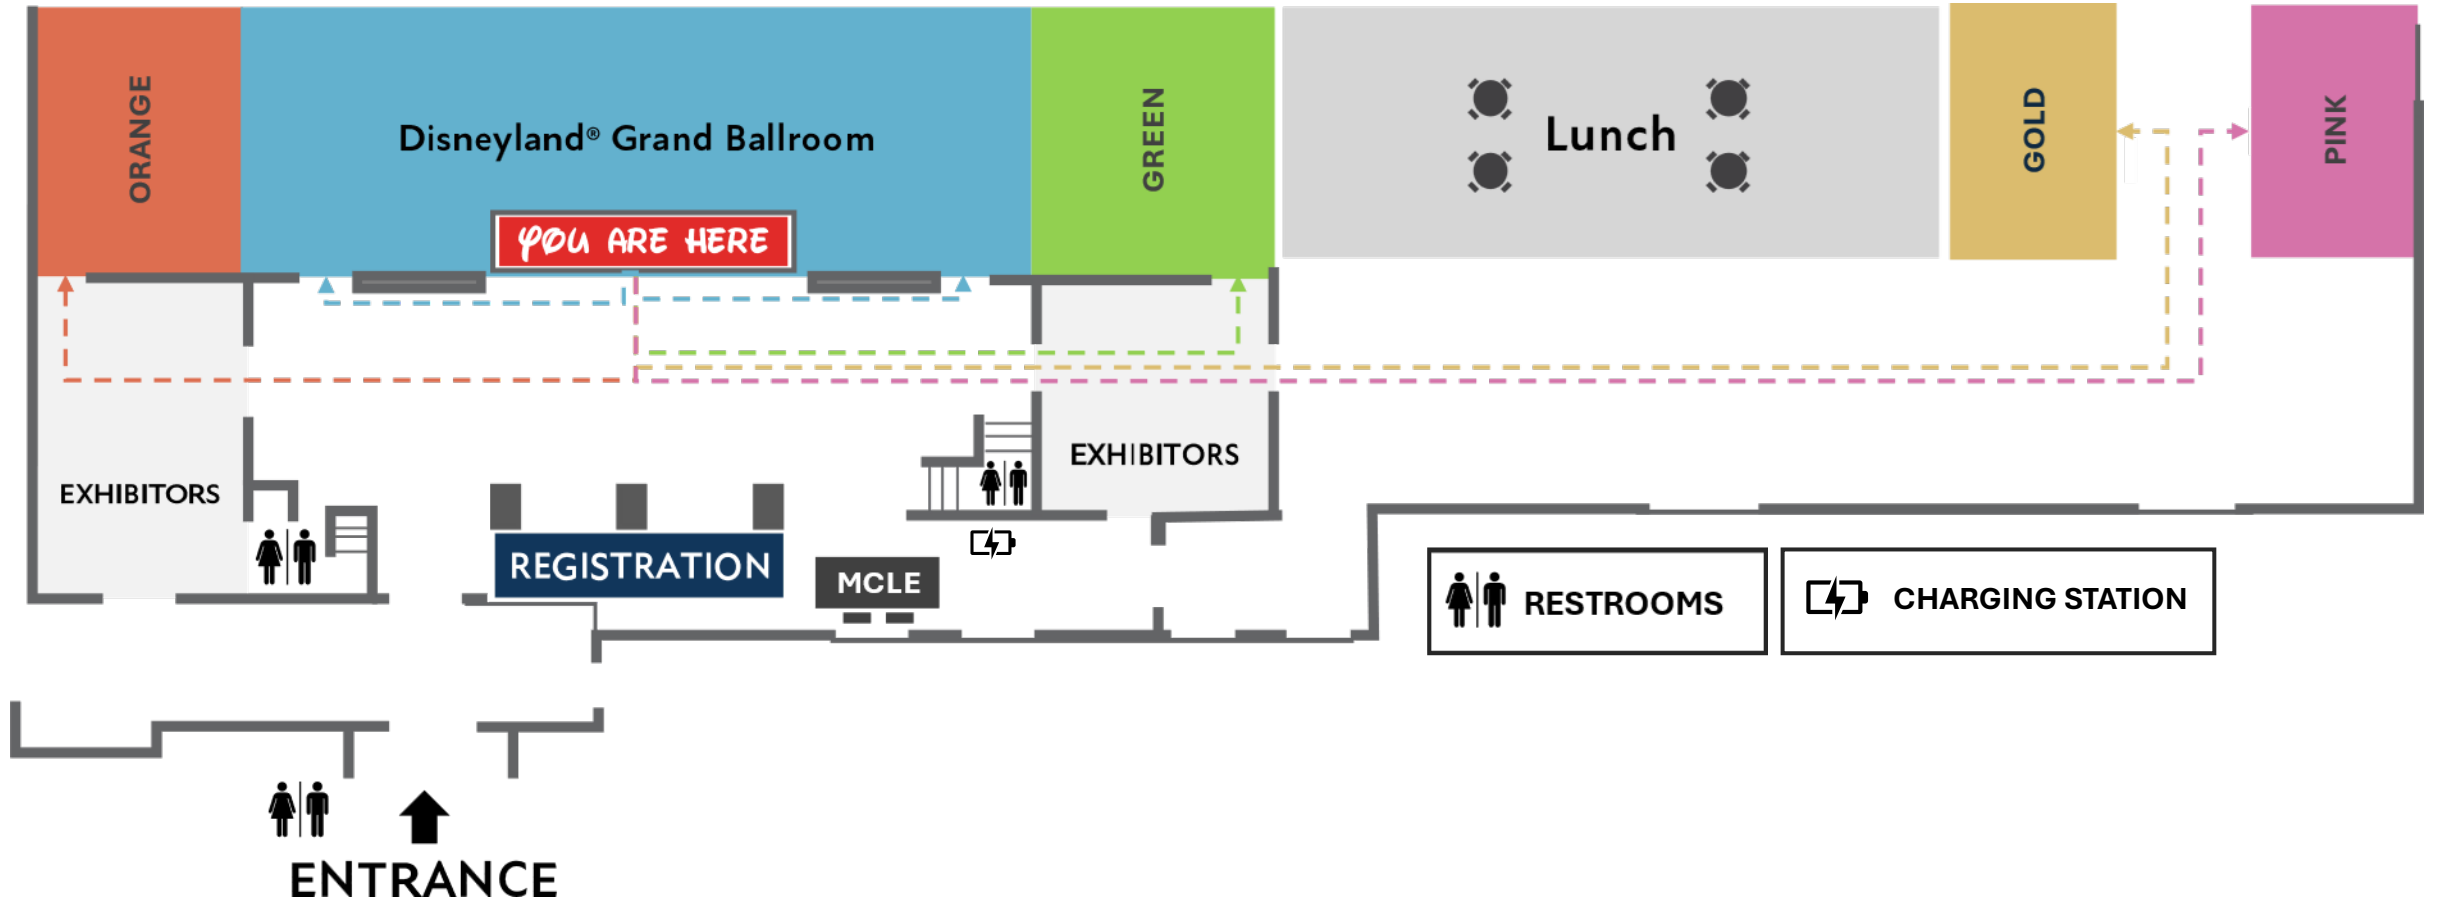 ORANGE
Disneyland® Grand Ballroom
GREEN
Lunch
GOLD
PINK
YOU ARE HERE
EXHIBITORS
EXHIBITORS
REGISTRATION
MCLE
RESTROOMS
CHARGING STATION
ENTRANCE